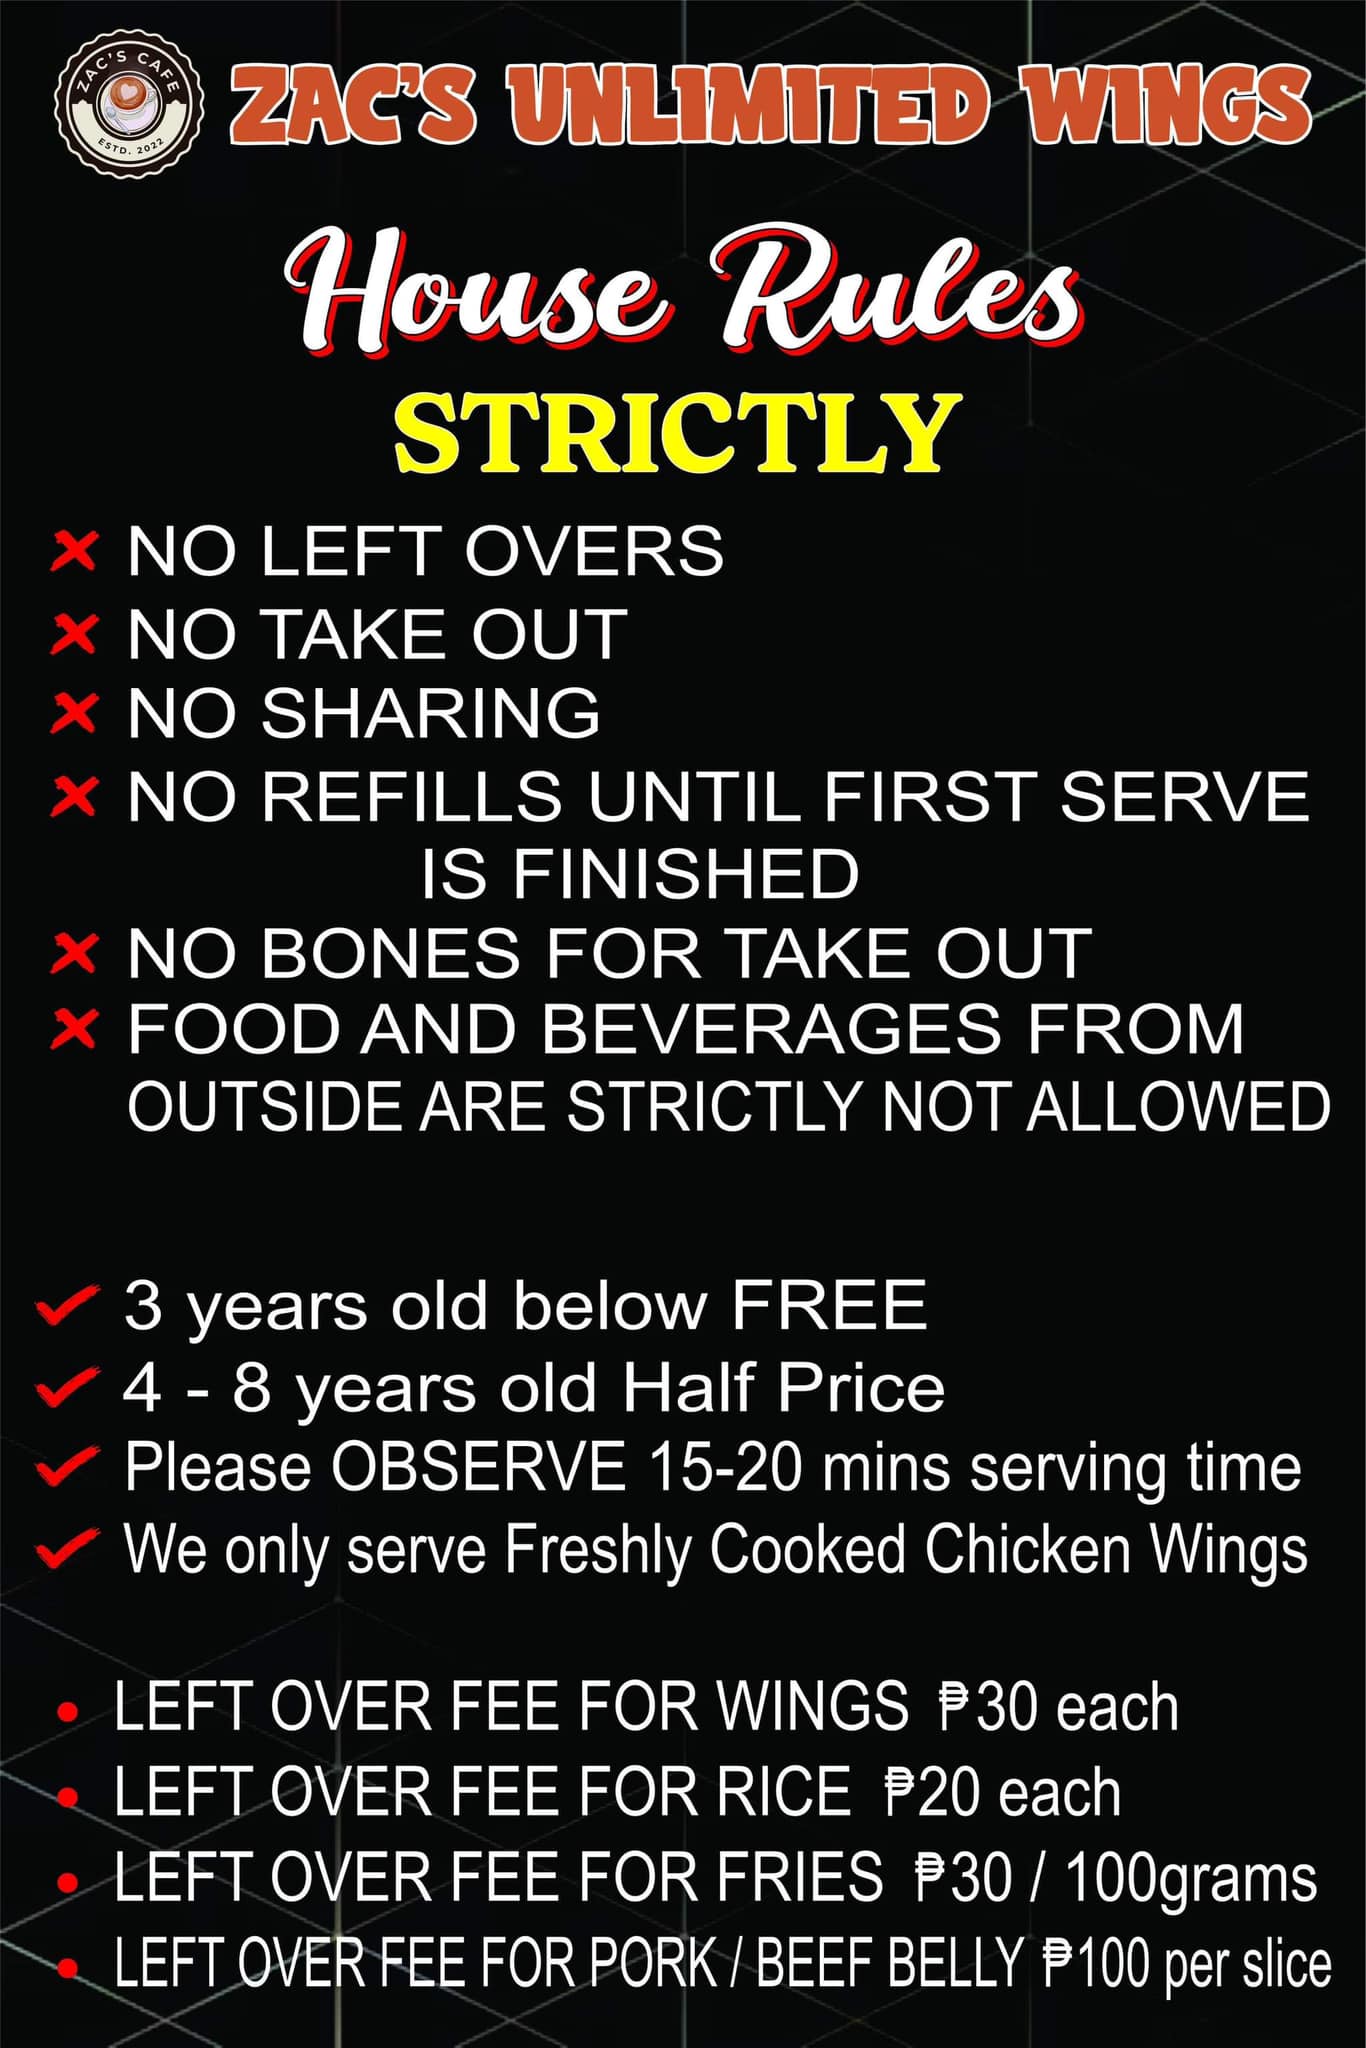 ZAC'S CAFE
ESTD. 2022
ZAC'S UNLIMITED WINGS
House Rules
STRICTLY
NO LEFT OVERS
NO TAKE OUT
NO SHARING
NO REFILLS UNTIL FIRST SERVE
IS FINISHED
NO BONES FOR TAKE OUT
FOOD AND BEVERAGES FROM
OUTSIDE ARE STRICTLY NOT ALLOWED
3 years old below FREE
4 - 8 years old Half Price
Please OBSERVE 15-20 mins serving time
We only serve Freshly Cooked Chicken Wings
• LEFT OVER FEE FOR WINGS ₱30 each
• LEFT OVER FEE FOR RICE ₱20 each
• LEFT OVER FEE FOR FRIES ₱30 / 100grams
• LEFT OVER FEE FOR PORK / BEEF BELLY ₱100 per slice